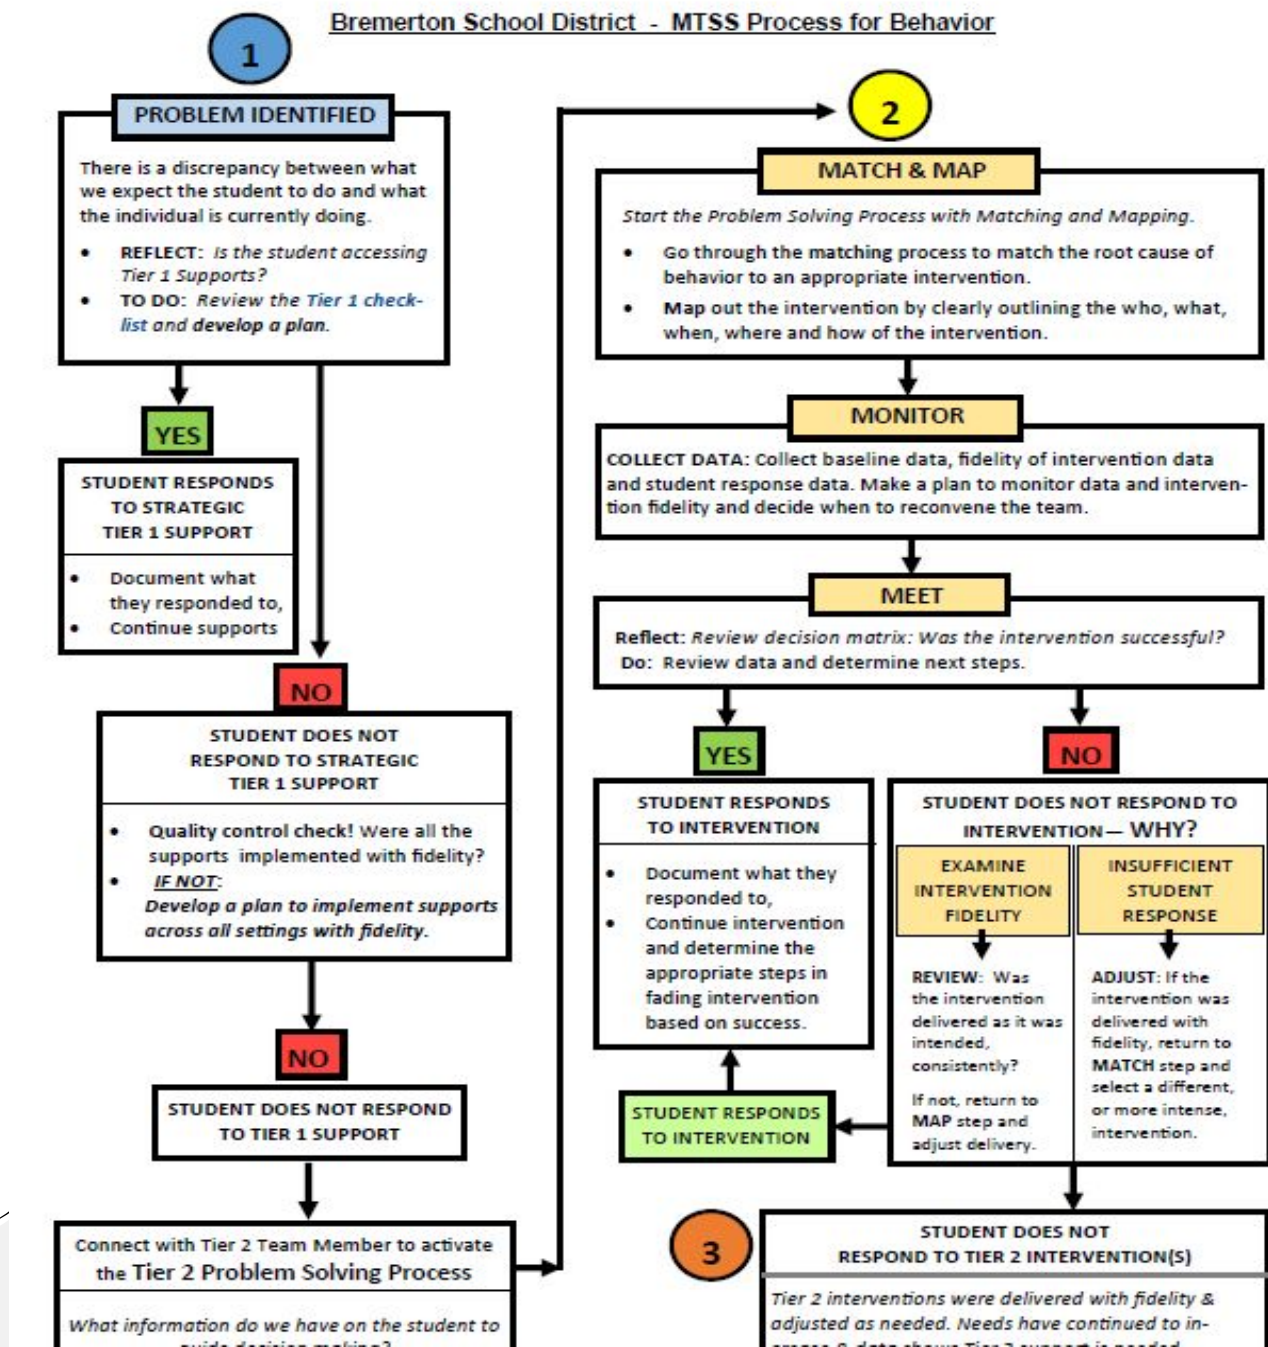 Bremerton School District - MTSS Process for Behavior
1
PROBLEM IDENTIFIED
There is a discrepancy between what
we expect the student to do and what
the individual is currently doing.
• REFLECT: Is the student accessing
Tier 1 Supports?
• TO DO: Review the Tier 1 check-
list and develop a plan.
YES
STUDENT RESPONDS
TO STRATEGIC
TIER 1 SUPPORT
• Document what
they responded to,
• Continue supports
NO
STUDENT DOES NOT
RESPOND TO STRATEGIC
TIER 1 SUPPORT
• Quality control check! Were all the
supports implemented with fidelity?
• IF NOT:
Develop a plan to implement supports
across all settings with fidelity.
NO
STUDENT DOES NOT RESPOND
TO TIER 1 SUPPORT
Connect with Tier 2 Team Member to activate
the Tier 2 Problem Solving Process
What information do we have on the student to
guide decision making?
2
MATCH & MAP
Start the Problem Solving Process with Matching and Mapping.
• Go through the matching process to match the root cause of
behavior to an appropriate intervention.
• Map out the intervention by clearly outlining the who, what,
when, where and how of the intervention.
MONITOR
COLLECT DATA: Collect baseline data, fidelity of intervention data
and student response data. Make a plan to monitor data and interven-
tion fidelity and decide when to reconvene the team.
MEET
Reflect: Review decision matrix: Was the intervention successful?
Do: Review data and determine next steps.
YES
STUDENT RESPONDS
TO INTERVENTION
• Document what they
responded to,
• Continue intervention
and determine the
appropriate steps in
fading intervention
based on success.
STUDENT RESPONDS
TO INTERVENTION
NO
STUDENT DOES NOT RESPOND TO
INTERVENTION— WHY?
EXAMINE
INTERVENTION
FIDELITY
REVIEW: Was
the intervention
delivered as it was
intended,
consistently?
If not, return to
MAP step and
adjust delivery.
INSUFFICIENT
STUDENT
RESPONSE
ADJUST: If the
intervention was
delivered with
fidelity, return to
MATCH step and
select a different,
or more intense,
intervention.
3
STUDENT DOES NOT
RESPOND TO TIER 2 INTERVENTION(S)
Tier 2 interventions were delivered with fidelity &
adjusted as needed. Needs have continued to in-
crease & data shows Tier 3 support is needed